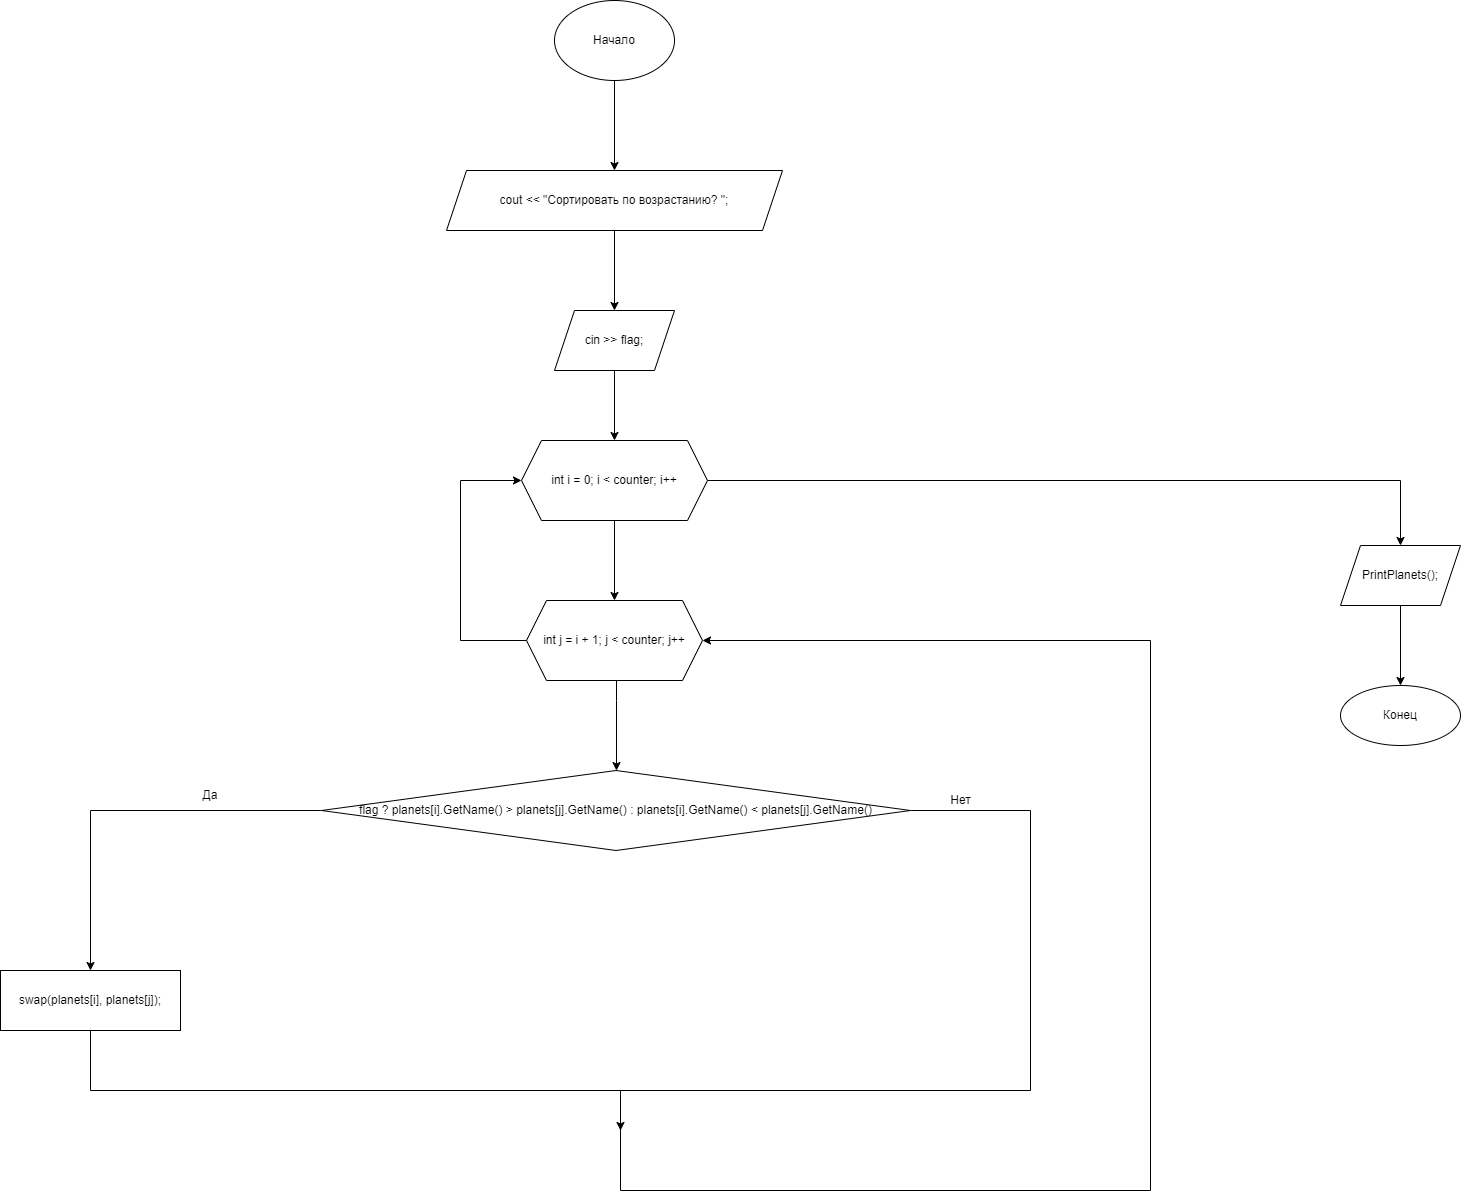 Начало
cout << "Сортировать по возрастанию? ";
cin >> flag;
int i = 0; i < counter; i++
PrintPlanets();
int j = i + 1; j < counter; j++
Конец
Да
Нет
flag ? planets[i].GetName() > planets[j].GetName() : planets[i].GetName() < planets[j].GetName()
swap(planets[i], planets[j]);